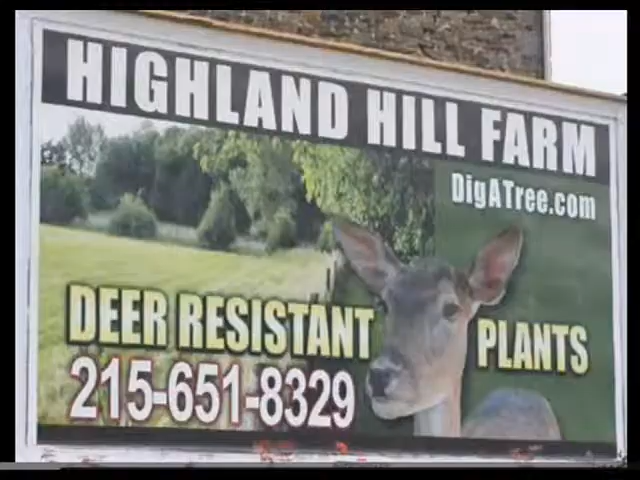 HIGHLAND HILL FARM
DigATree.com
DEER RESISTANT PLANTS
215-651-8329